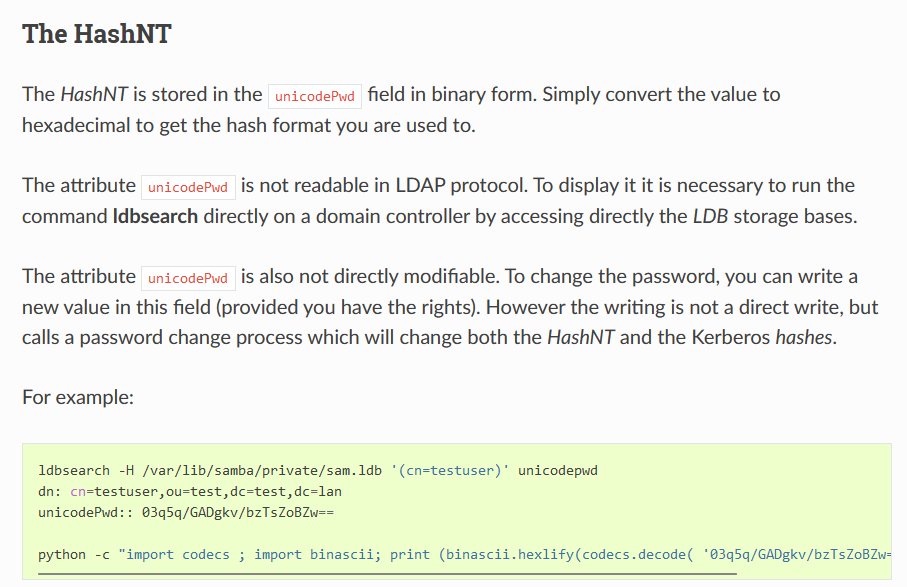 The HashNT
The HashNT is stored in the unicodePwd field in binary form. Simply convert the value to
hexadecimal to get the hash format you are used to.
The attribute unicodePwd is not readable in LDAP protocol. To display it it is necessary to run the
command ldbsearch directly on a domain controller by accessing directly the LDB storage bases.
The attribute unicodePwd is also not directly modifiable. To change the password, you can write a
new value in this field (provided you have the rights). However the writing is not a direct write, but
calls a password change process which will change both the HashNT and the Kerberos hashes.
For example:
ldbsearch -H /var/lib/samba/private/sam.ldb '(cn=testuser)' unicodepwd
dn: cn=testuser,ou=test,dc=test,dc=lan
unicodePwd:: 03q5q/GADgkv/bzTsZoBZw==
python -c "import codecs ; import binascii; print (binascii.hexlify(codecs.decode( '03q5q/GADgkv/bzTsZoBZw=